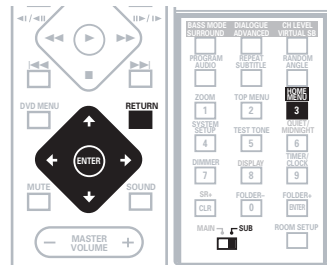 DVD MENU
RETURN
ENTER
MUTE
SOUND
MASTER
VOLUME
BASS MODE DIALOGUE CH LEVEL
SURROUND ADVANCED VIRTUAL SB
PROGRAM REPEAT RANDOM
AUDIO SUBTITLE ANGLE
ZOOM TOP MENU HOME
MENU
1 2 3
SYSTEM
SETUP TEST TONE QUIET/
MIDNIGHT
4 5 6
DIMMER DISPLAY TIMER/
CLOCK
7 8 9
SR+ FOLDER- FOLDER+
CLR 0 ENTER
MAIN SUB ROOM SETUP